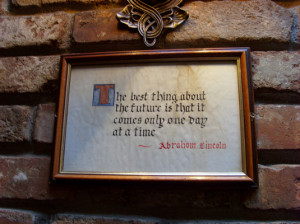 The best thing about
the future is that it
comes only one day
at a time
Abraham Lincoln